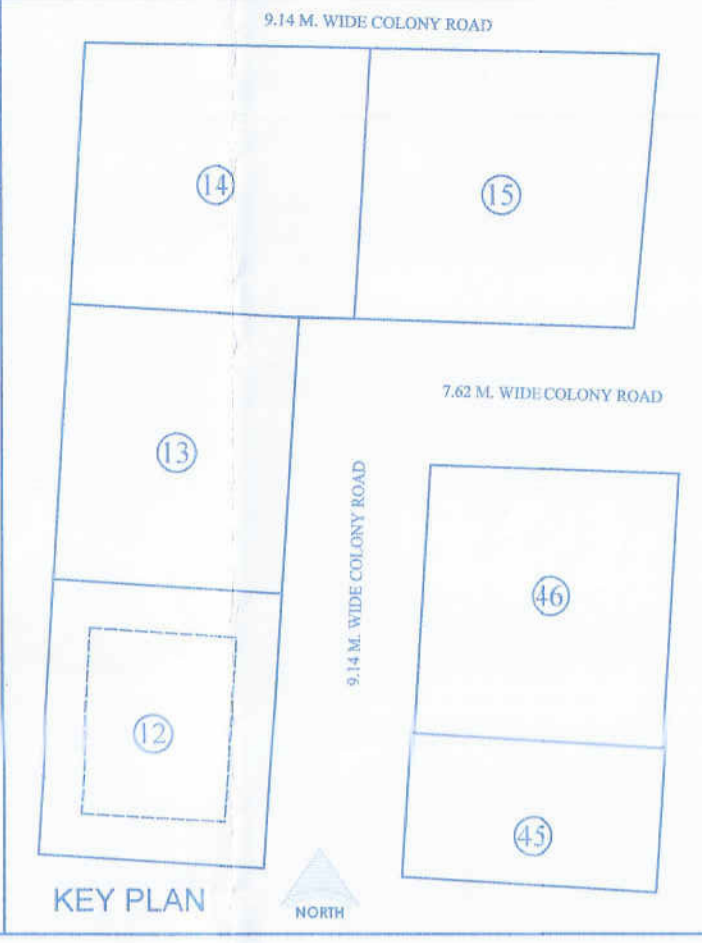 9.14 M. WIDE COLONY ROAD
14
15
7.62 M. WIDE COLONY ROAD
13
9.14 M. WIDE COLONY ROAD
46
12
45
KEY PLAN
NORTH